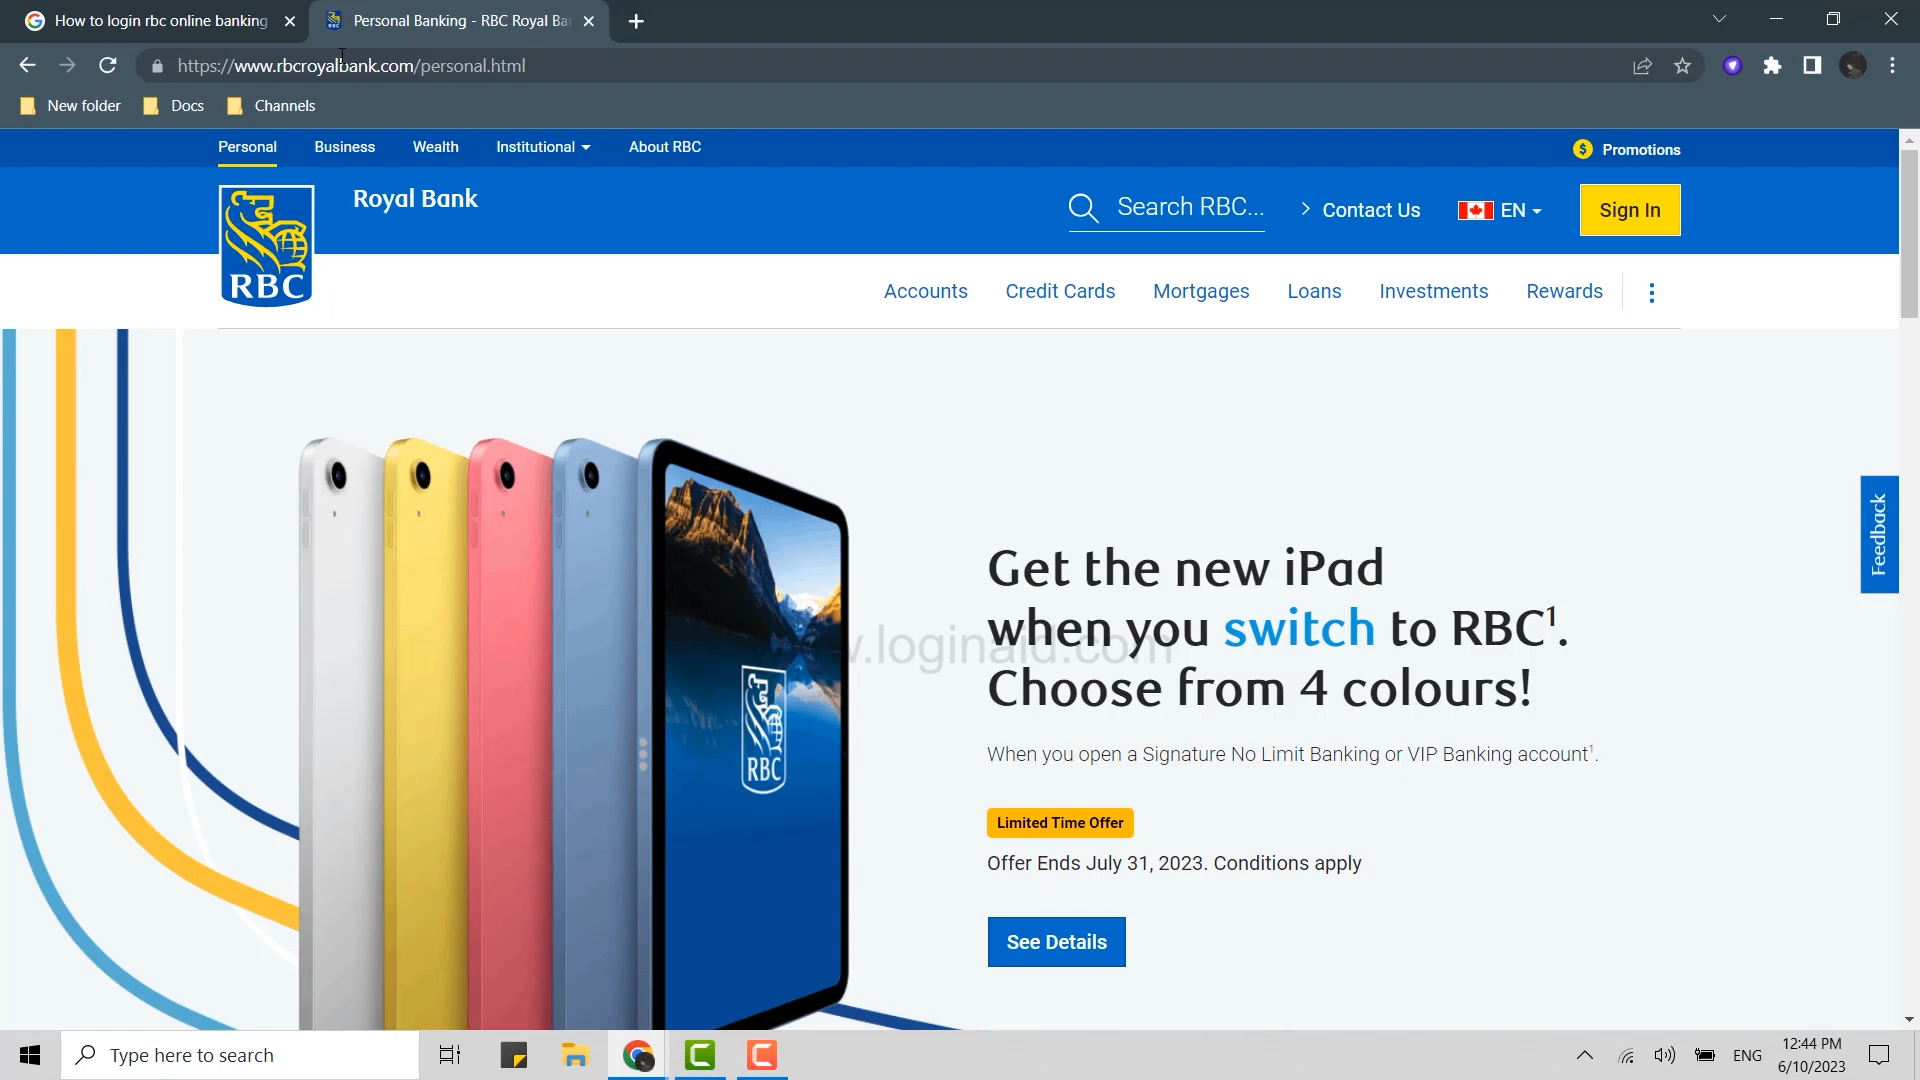 How to login rbc online banking
Personal Banking - RBC Royal Ba
https://www.rbcroyalbank.com/personal.html
New folder
Docs
Channels
Personal
Business
Wealth
Institutional
About RBC
$ Promotions
RBC
Royal Bank
Search RBC...
Contact Us
EN
Sign In
Accounts
Credit Cards
Mortgages
Loans
Investments
Rewards
RBC
Get the new iPad
when you switch to RBC¹.
Choose from 4 colours!
w.loginaid.com
When you open a Signature No Limit Banking or VIP Banking account¹.
Limited Time Offer
Offer Ends July 31, 2023. Conditions apply
See Details
Feedback
Type here to search
ENG
12:44 PM
6/10/2023